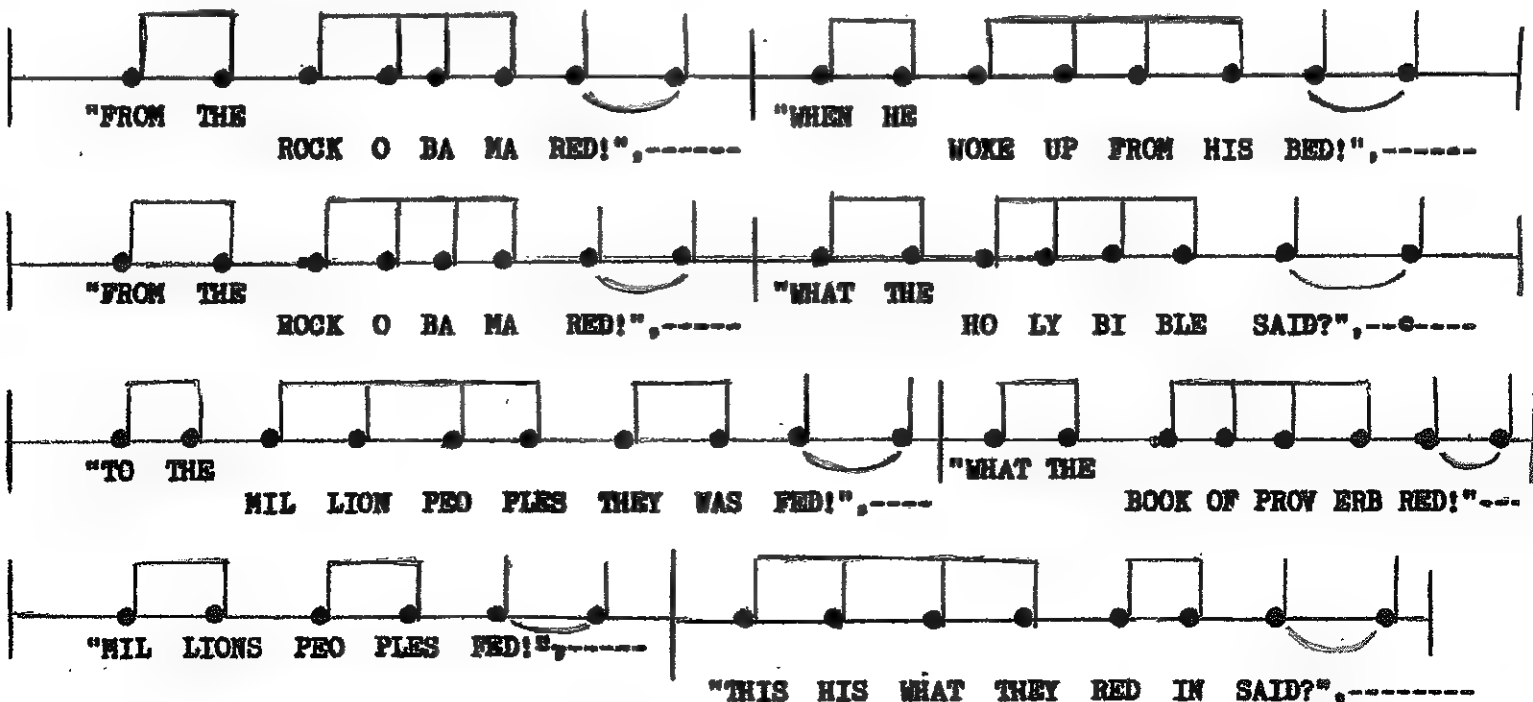 "FROM THE "WHEN HE
ROCK O BA MA RED!",------ WOKE UP FROM HIS BED!",------
"FROM THE "WHAT THE
ROCK O BA MA RED!",----- HO LY BI BLE SAID?",--e----
"TO THE "WHAT THE
MIL LION PEO PLES THEY WAS FED!",---- BOOK OF PROV ERB RED!"---
"MIL LIONS PEO PLES FED!",------
"THIS HIS WHAT THEY RED IN SAID?",--------